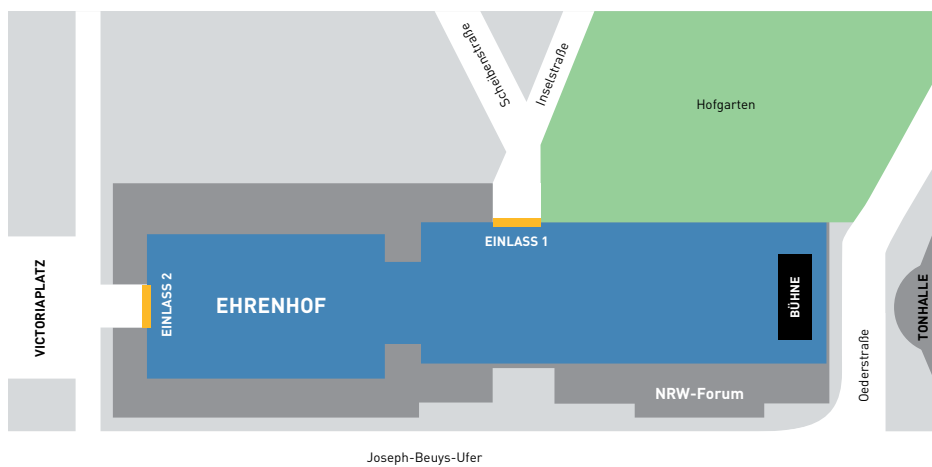 Scheibenstraße
Inselstraße
Hofgarten
EINLASS 1
VICTORIAPLATZ
EINLASS 2
EHRENHOF
BÜHNE
TONHALLE
Oederstraße
NRW-Forum
Joseph-Beuys-Ufer